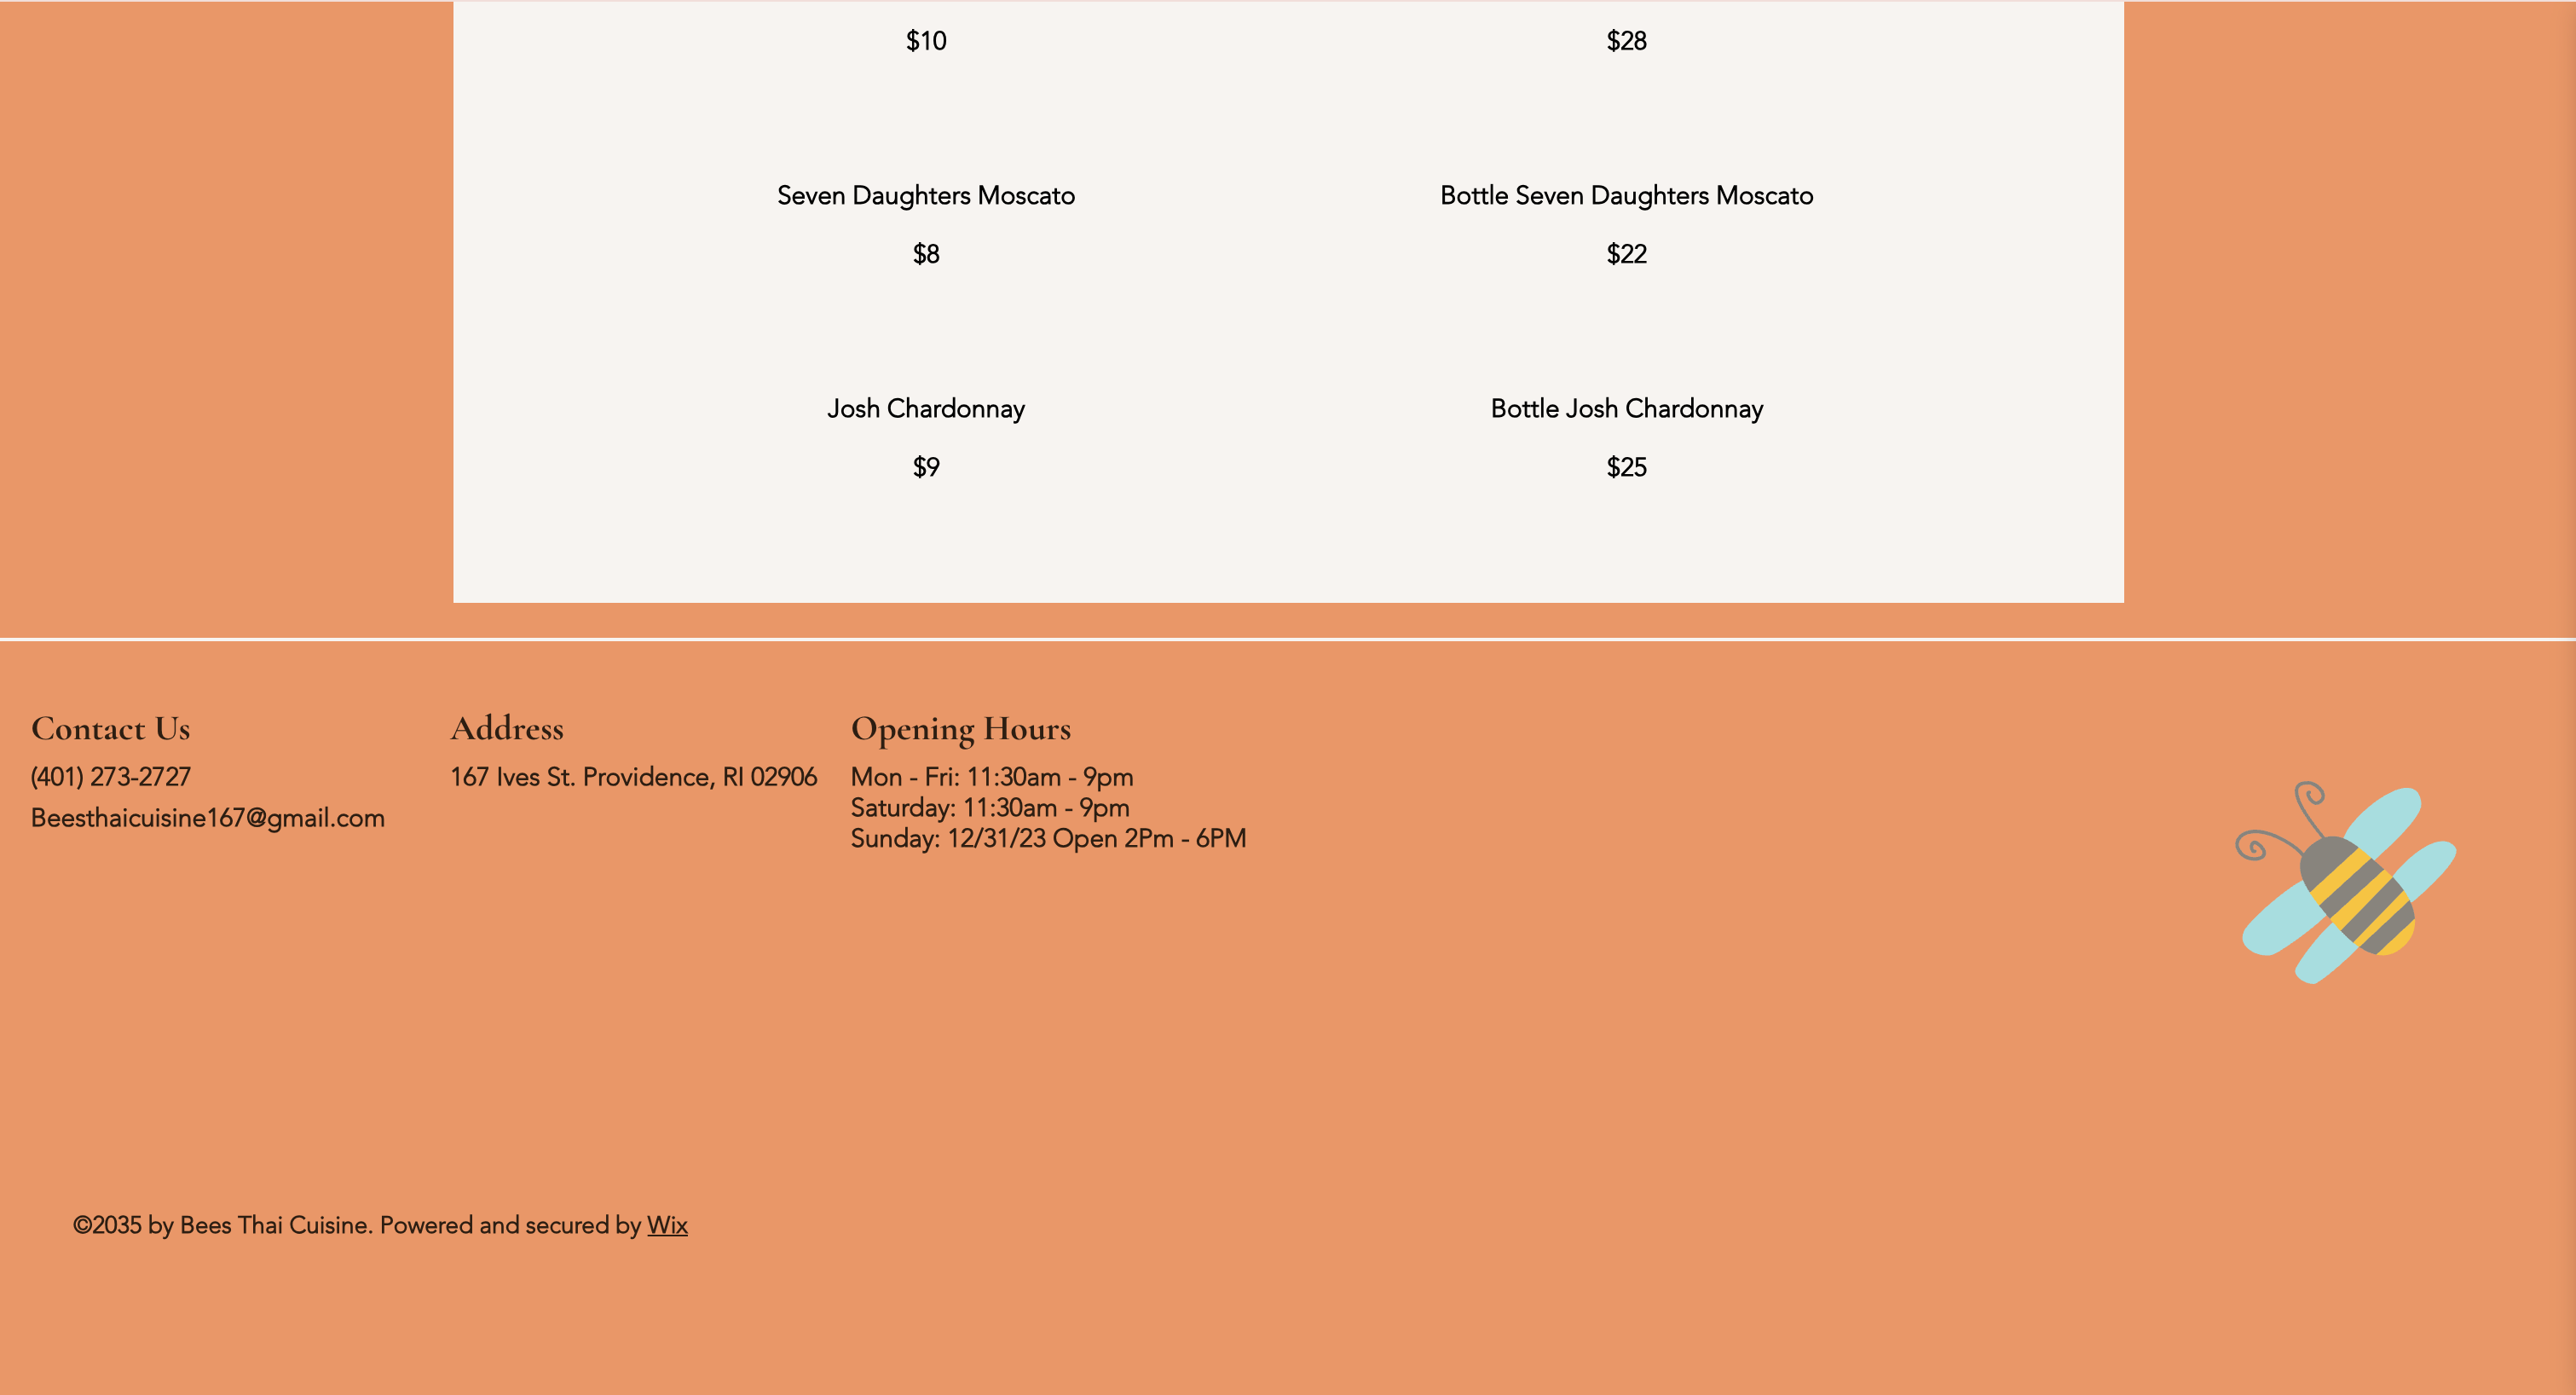 $10
$28
Seven Daughters Moscato
Bottle Seven Daughters Moscato
$8
$22
Josh Chardonnay
Bottle Josh Chardonnay
$9
$25
Contact Us
(401) 273-2727
Beesthaicuisine167@gmail.com
Address
167 Ives St. Providence, RI 02906
Opening Hours
Mon - Fri: 11:30am - 9pm
Saturday: 11:30am - 9pm
Sunday: 12/31/23 Open 2Pm - 6PM
©2035 by Bees Thai Cuisine. Powered and secured by Wix